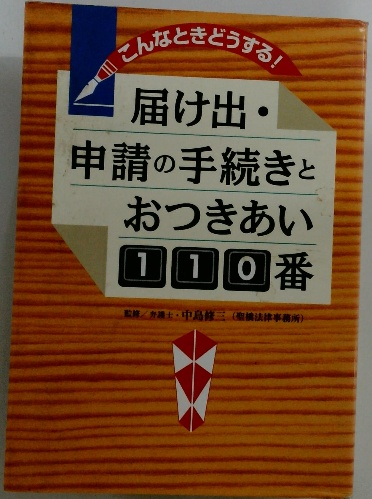 こんなときどうする!
届け出・
申請の手続きと
おつきあい
110番
監修/弁護士・中島修三(聖橋法律事務所)